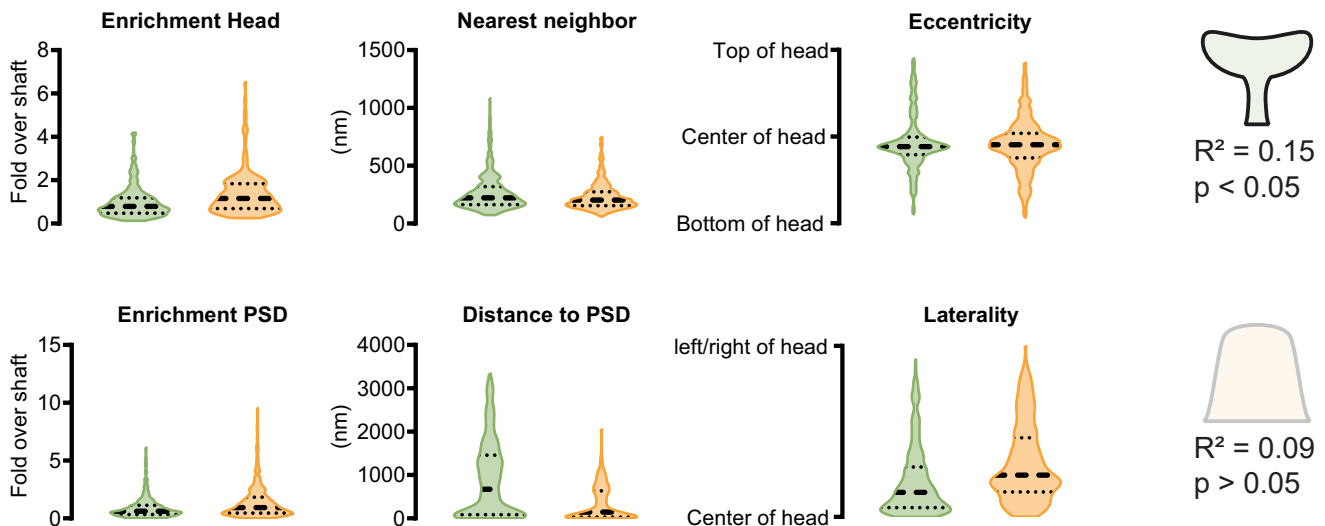 Enrichment Head
Fold over shaft
8
6
4
2
0
Nearest neighbor
(nm)
1500
1000
500
0
Eccentricity
Top of head
Center of head
Bottom of head
R² = 0.15
p < 0.05
Enrichment PSD
Fold over shaft
15
10
5
0
Distance to PSD
(nm)
4000
3000
2000
1000
0
Laterality
left/right of head
Center of head
R² = 0.09
p > 0.05